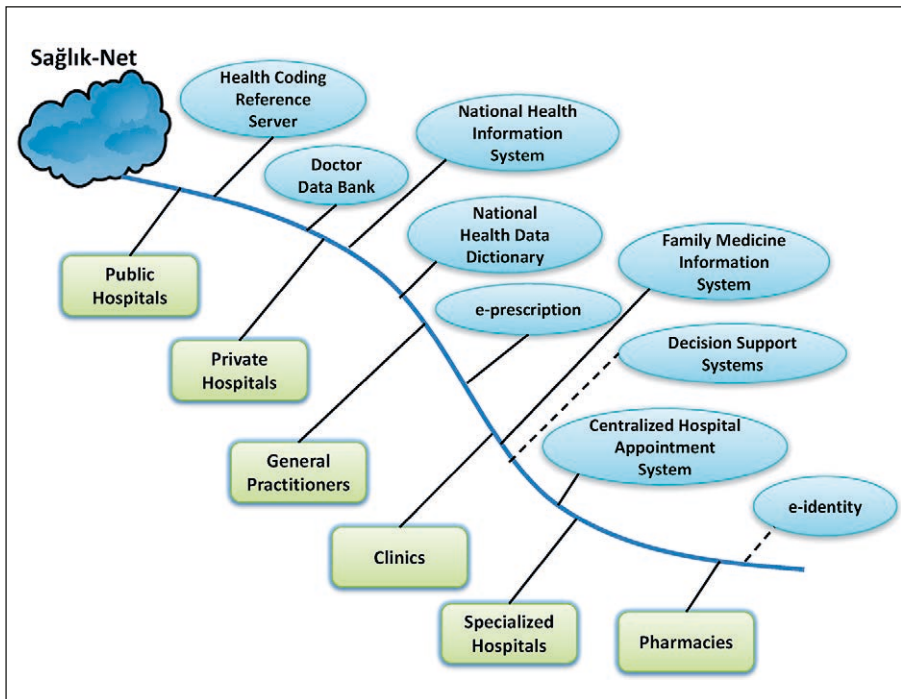 Sağlık-Net
Health Coding
Reference
Server
National Health
Information
System
Doctor
Data Bank
National
Health Data
Dictionary
Family Medicine
Information
System
Public
Hospitals
e-prescription
Private
Hospitals
Decision Support
Systems
Centralized Hospital
Appointment
System
General
Practitioners
e-identity
Clinics
Specialized
Hospitals
Pharmacies